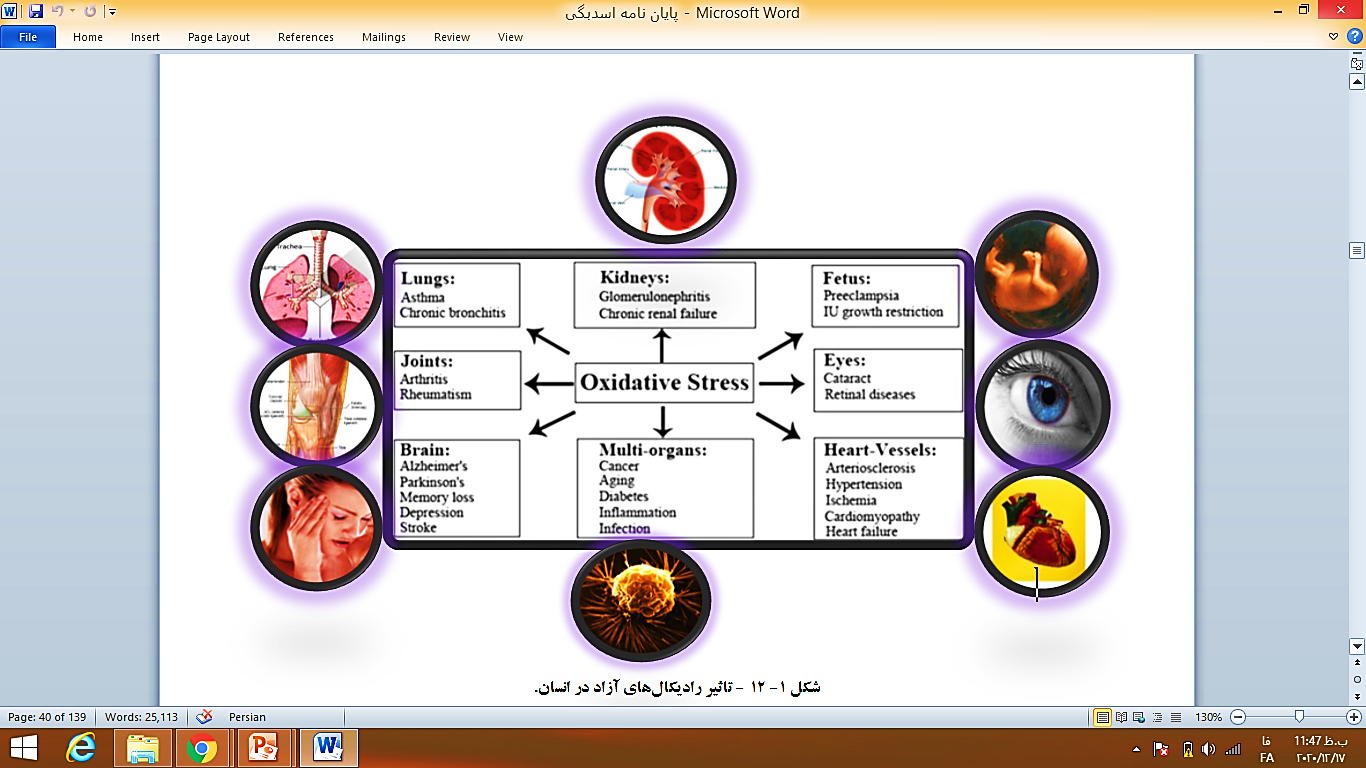 پایان نامه اسدبگی - Microsoft Word
File Home Insert Page Layout References Mailings Review View
Trachea
Lungs:
Asthma
Chronic bronchitis
Kidneys:
Glomerulonephritis
Chronic renal failure
Fetus:
Preeclampsia
IU growth restriction
Joints:
Arthritis
Rheumatism
Oxidative Stress
Eyes:
Cataract
Retinal diseases
Brain:
Alzheimer's
Parkinson's
Memory loss
Depression
Stroke
Multi-organs:
Cancer
Aging
Diabetes
Inflammation
Infection
Heart-Vessels:
Arteriosclerosis
Hypertension
Ischemia
Cardiomyopathy
Heart failure
شکل ۱- ۱۲ - تاثیر رادیکال‌های آزاد در انسان.
Page: 40 of 139 Words: 25,113 Persian 130%
فا ب.ظ ۱۱:۴۷
FA ۲۰۲۰/۱۲/۱۷